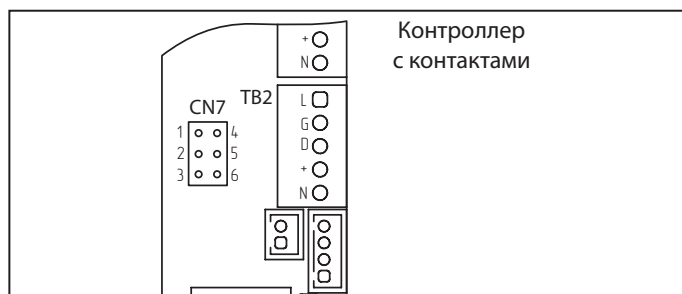 Контроллер
с контактами
+
N
CN7
TB2
L
G
D
+
N
1 4
2 5
3 6